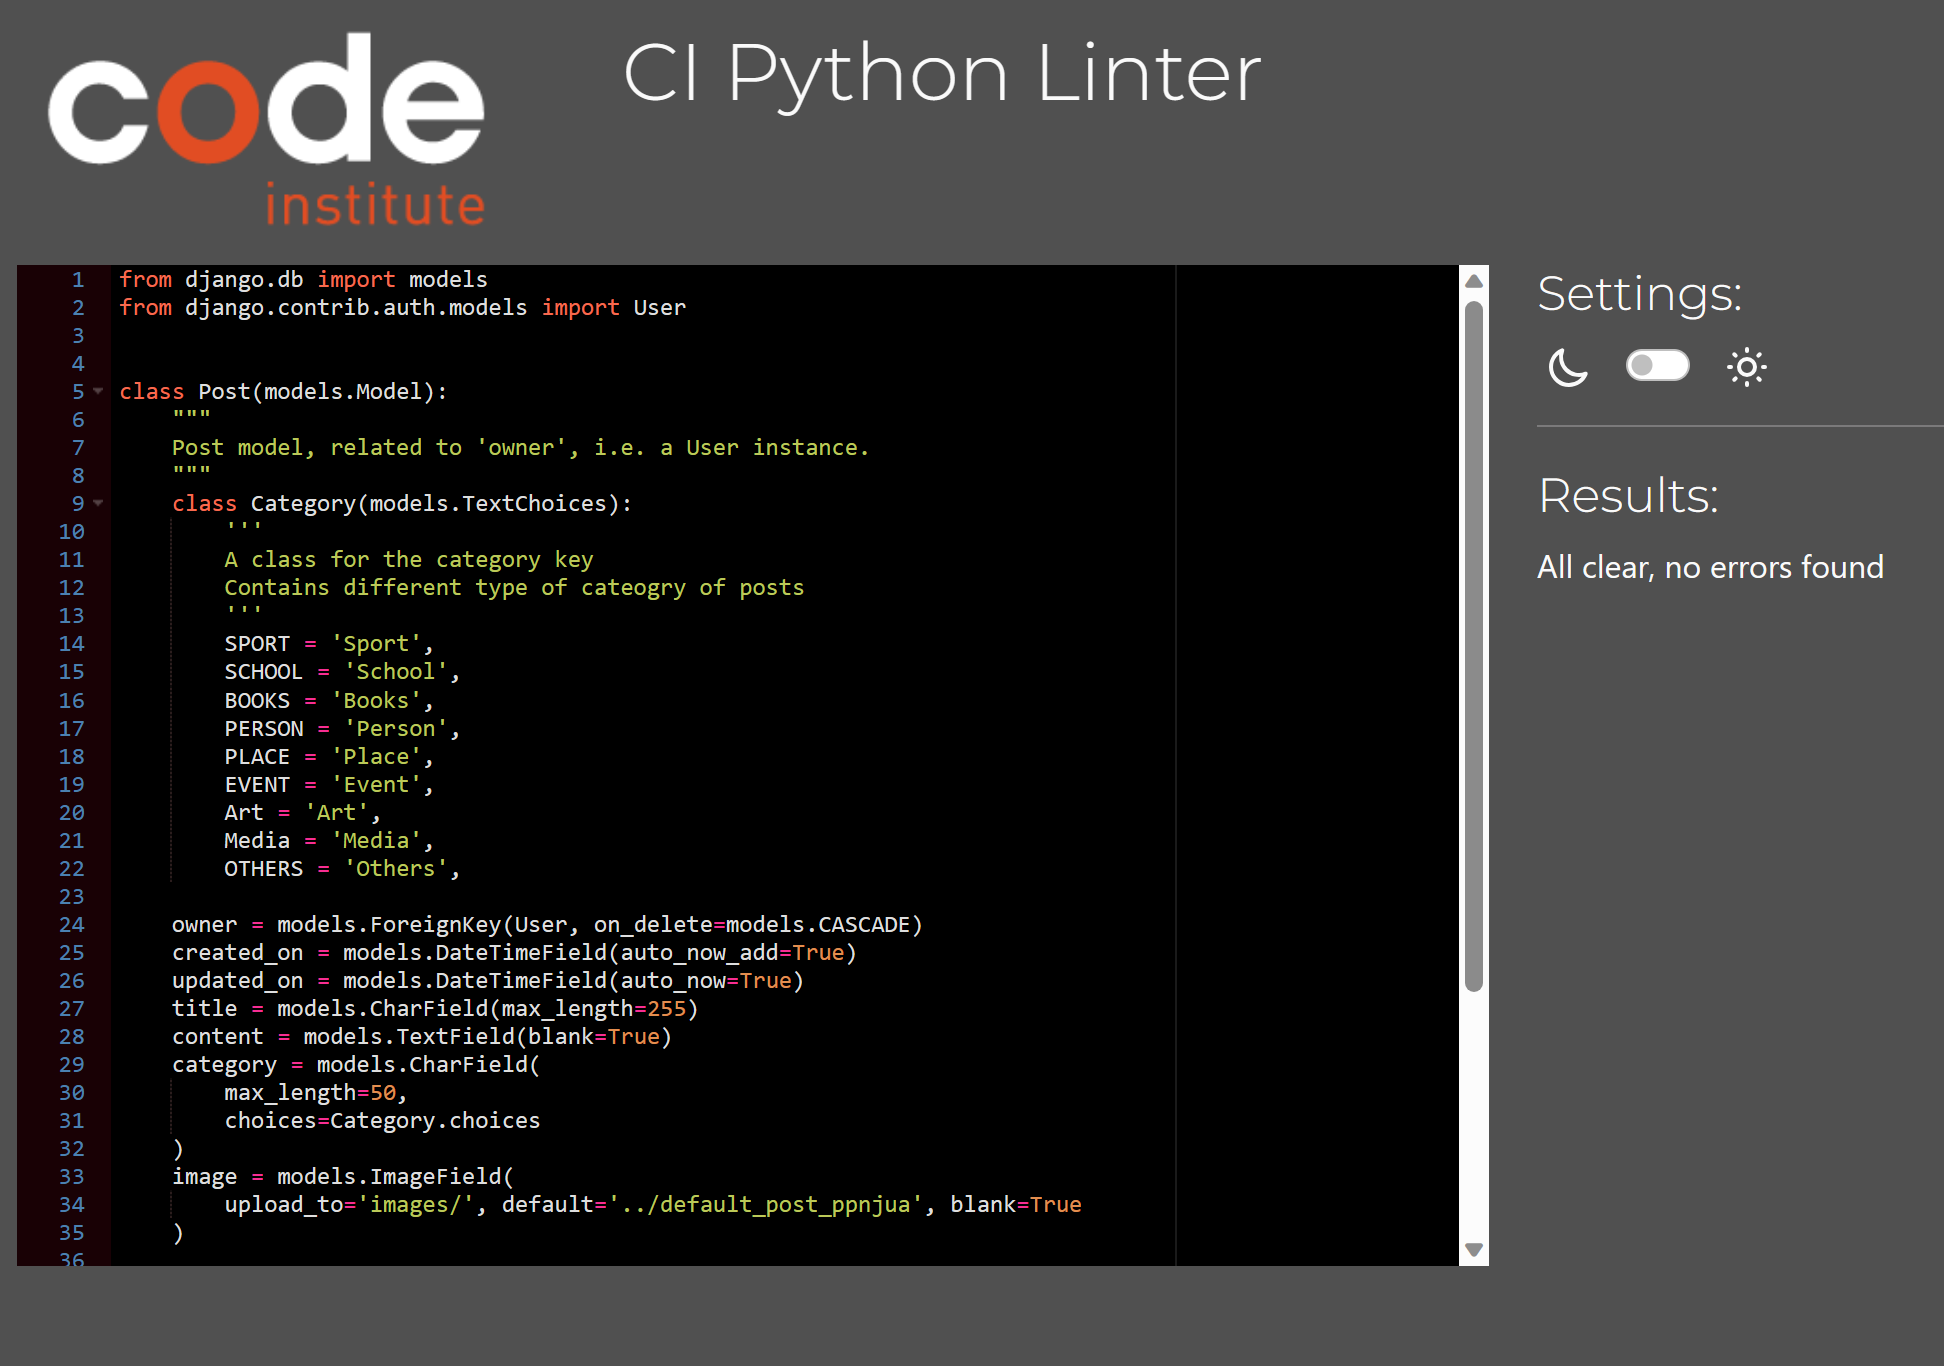 code
institute
CI Python Linter
1 from django.db import models
2 from django.contrib.auth.models import User
3
4
5 class Post(models.Model):
6     """
7     Post model, related to 'owner', i.e. a User instance.
8     """
9     class Category(models.TextChoices):
10         '''
11         A class for the category key
12         Contains different type of cateogry of posts
13         '''
14         SPORT = 'Sport',
15         SCHOOL = 'School',
16         BOOKS = 'Books',
17         PERSON = 'Person',
18         PLACE = 'Place',
19         EVENT = 'Event',
20         Art = 'Art',
21         Media = 'Media',
22         OTHERS = 'Others',
23
24     owner = models.ForeignKey(User, on_delete=models.CASCADE)
25     created_on = models.DateTimeField(auto_now_add=True)
26     updated_on = models.DateTimeField(auto_now=True)
27     title = models.CharField(max_length=255)
28     content = models.TextField(blank=True)
29     category = models.CharField(
30         max_length=50,
31         choices=Category.choices
32     )
33     image = models.ImageField(
34         upload_to='images/', default='../default_post_ppnjua', blank=True
35     )
36
Settings:
Results:
All clear, no errors found